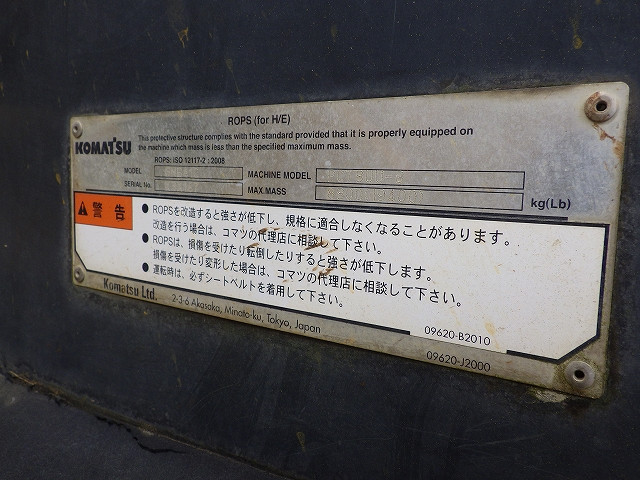 ROPS (for H/E)
KOMATSU
This protective structure complies with the standard provided that it is properly equipped on
the machine which mass is less than the specified maximum mass.
ROPS: ISO 12117-2 : 2008
MODEL
MACHINE MODEL
SERIAL No.
MAX.MASS
kg(Lb)
警告
● ROPSを改造すると強さが低下し、規格に適合しなくなることがあります。
改造を行う場合は、コマツの代理店に相談して下さい。
● ROPSは、損傷を受けたり転倒したりすると強さが低下します。
損傷を受けたり変形した場合は、コマツの代理店に相談して下さい。
● 運転時は、必ずシートベルトを着用して下さい。
09620-B2010
Komatsu Ltd.
2-3-6 Akasaka, Minato-ku, Tokyo, Japan
09620-J2000